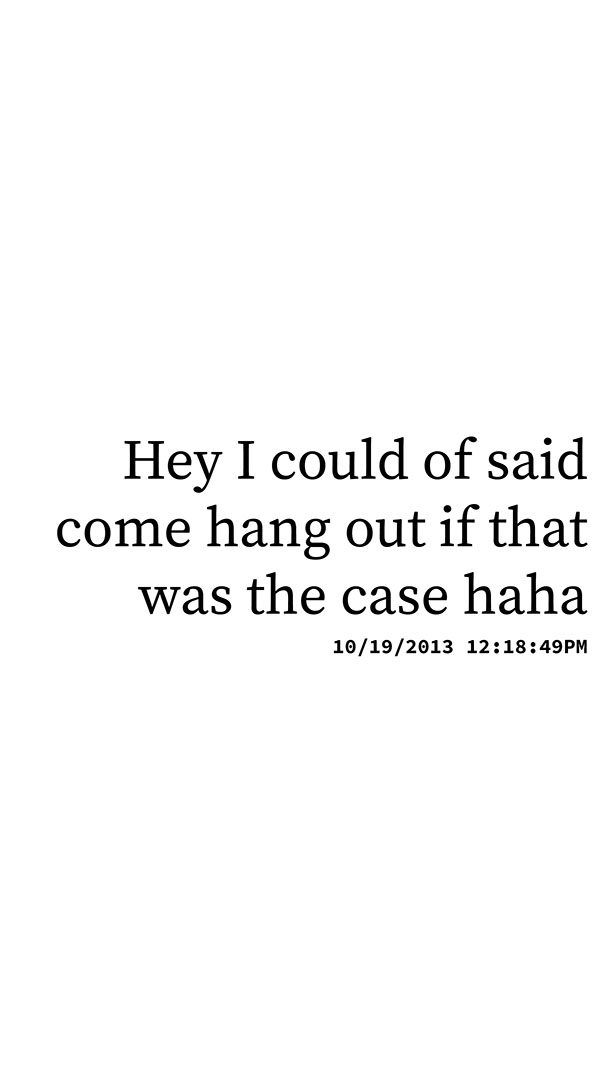 Hey I could of said
come hang out if that
was the case haha
10/19/2013 12:18:49PM